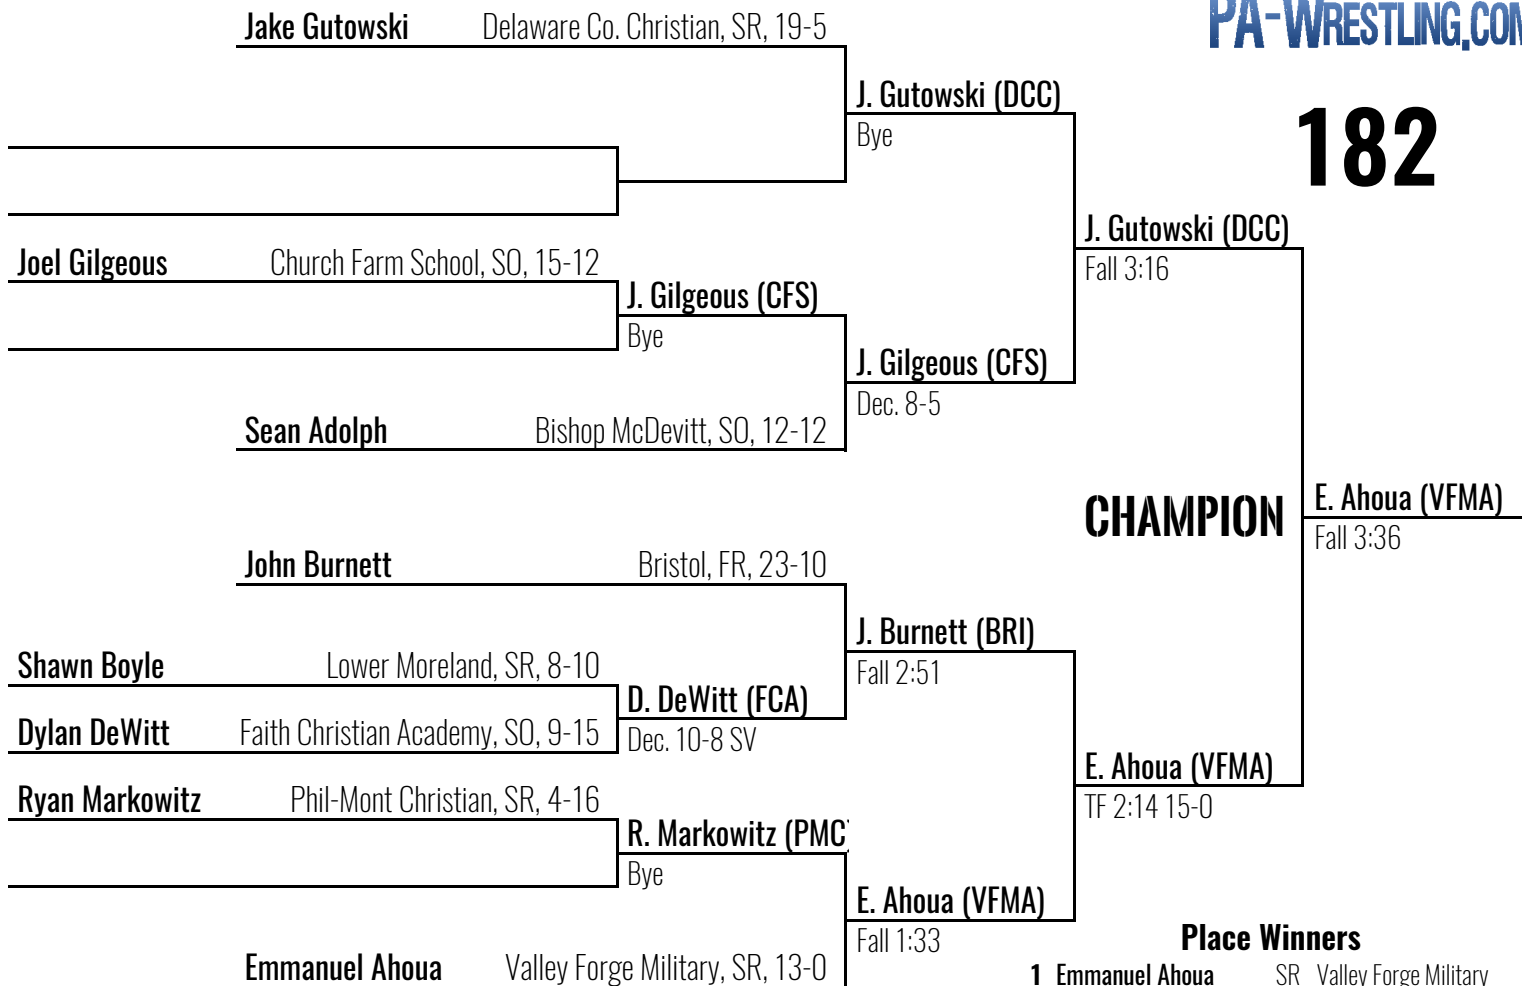 Jake Gutowski Delaware Co. Christian, SR, 19-5
PA-WRESTLING.COM
J. Gutowski (DCC)
Bye
182
J. Gutowski (DCC)
Fall 3:16
Joel Gilgeous Church Farm School, SO, 15-12
J. Gilgeous (CFS)
Bye
J. Gilgeous (CFS)
Dec. 8-5
Sean Adolph Bishop McDevitt, SO, 12-12
CHAMPION
E. Ahoua (VFMA)
Fall 3:36
John Burnett Bristol, FR, 23-10
J. Burnett (BRI)
Fall 2:51
Shawn Boyle Lower Moreland, SR, 8-10
D. DeWitt (FCA)
Dylan DeWitt Faith Christian Academy, SO, 9-15
Dec. 10-8 SV
E. Ahoua (VFMA)
TF 2:14 15-0
Ryan Markowitz Phil-Mont Christian, SR, 4-16
R. Markowitz (PMC)
Bye
E. Ahoua (VFMA)
Fall 1:33
Emmanuel Ahoua Valley Forge Military, SR, 13-0
Place Winners
1 Emmanuel Ahoua SR Valley Forge Military